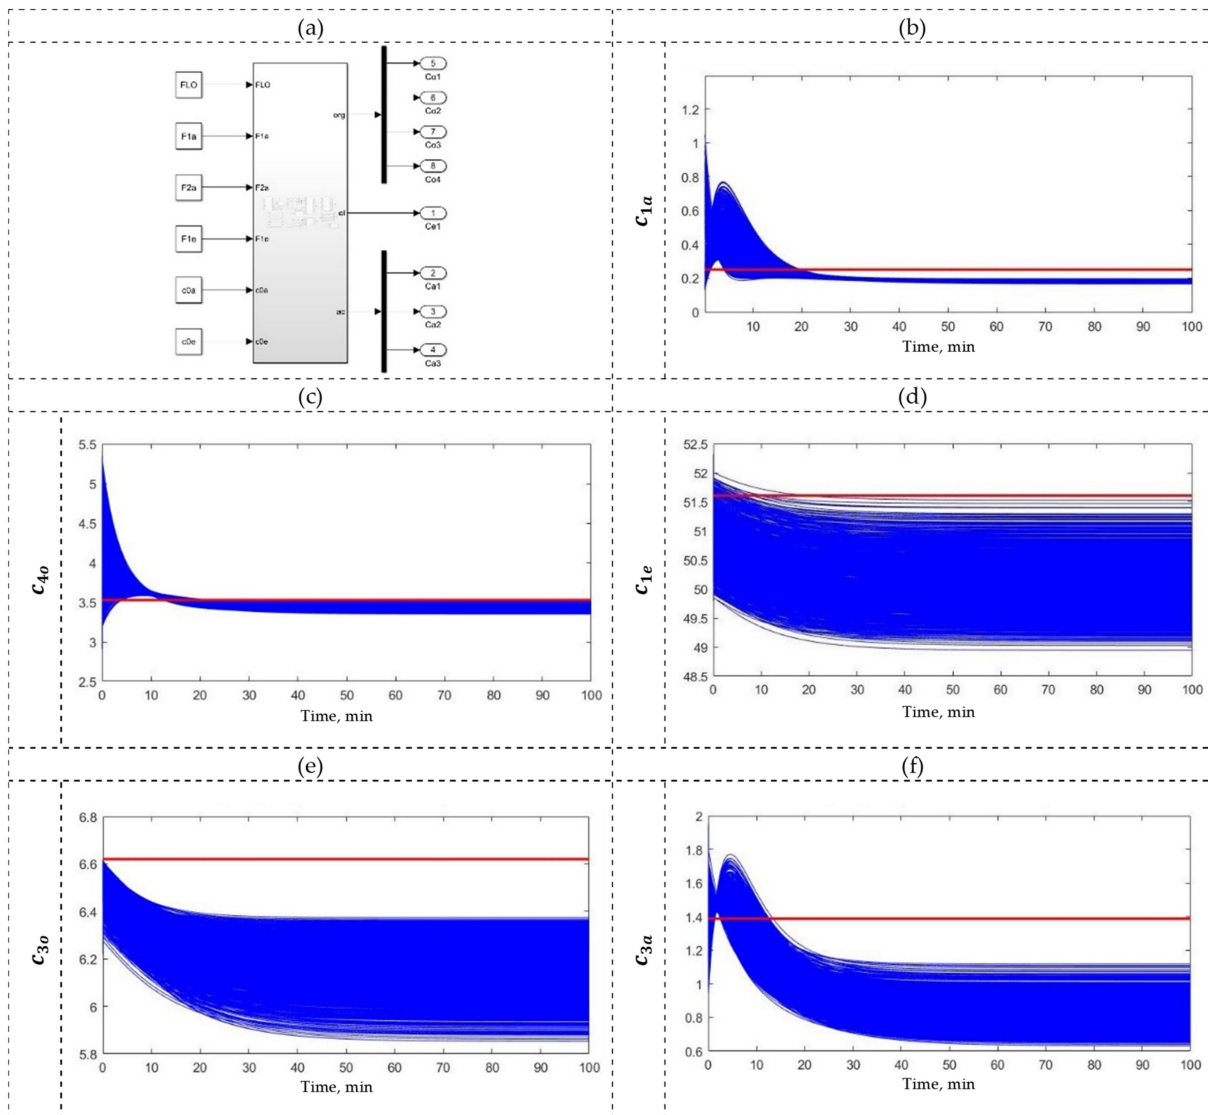 (a)
FLO
F1a
F2a
F1e
c0a
c0e
FLO
F1a
F2a
F1e
c0a
c0e
org
el
ac
5
Co1
6
Co2
7
Co3
8
Co4
1
Ce1
2
Ca1
3
Ca2
4
Ca3
(b)
c1a
1.2
1
0.8
0.6
0.4
0.2
0
10 20 30 40 50 60 70 80 90 100
Time, min
(c)
c4o
5.5
5
4.5
4
3.5
3
2.5
0 10 20 30 40 50 60 70 80 90 100
Time, min
(d)
c1e
52.5
52
51.5
51
50.5
50
49.5
49
48.5
0 10 20 30 40 50 60 70 80 90 100
Time, min
(e)
c3o
6.8
6.6
6.4
6.2
6
5.8
0 10 20 30 40 50 60 70 80 90 100
Time, min
(f)
c3a
2
1.8
1.6
1.4
1.2
1
0.8
0.6
0 10 20 30 40 50 60 70 80 90 100
Time, min